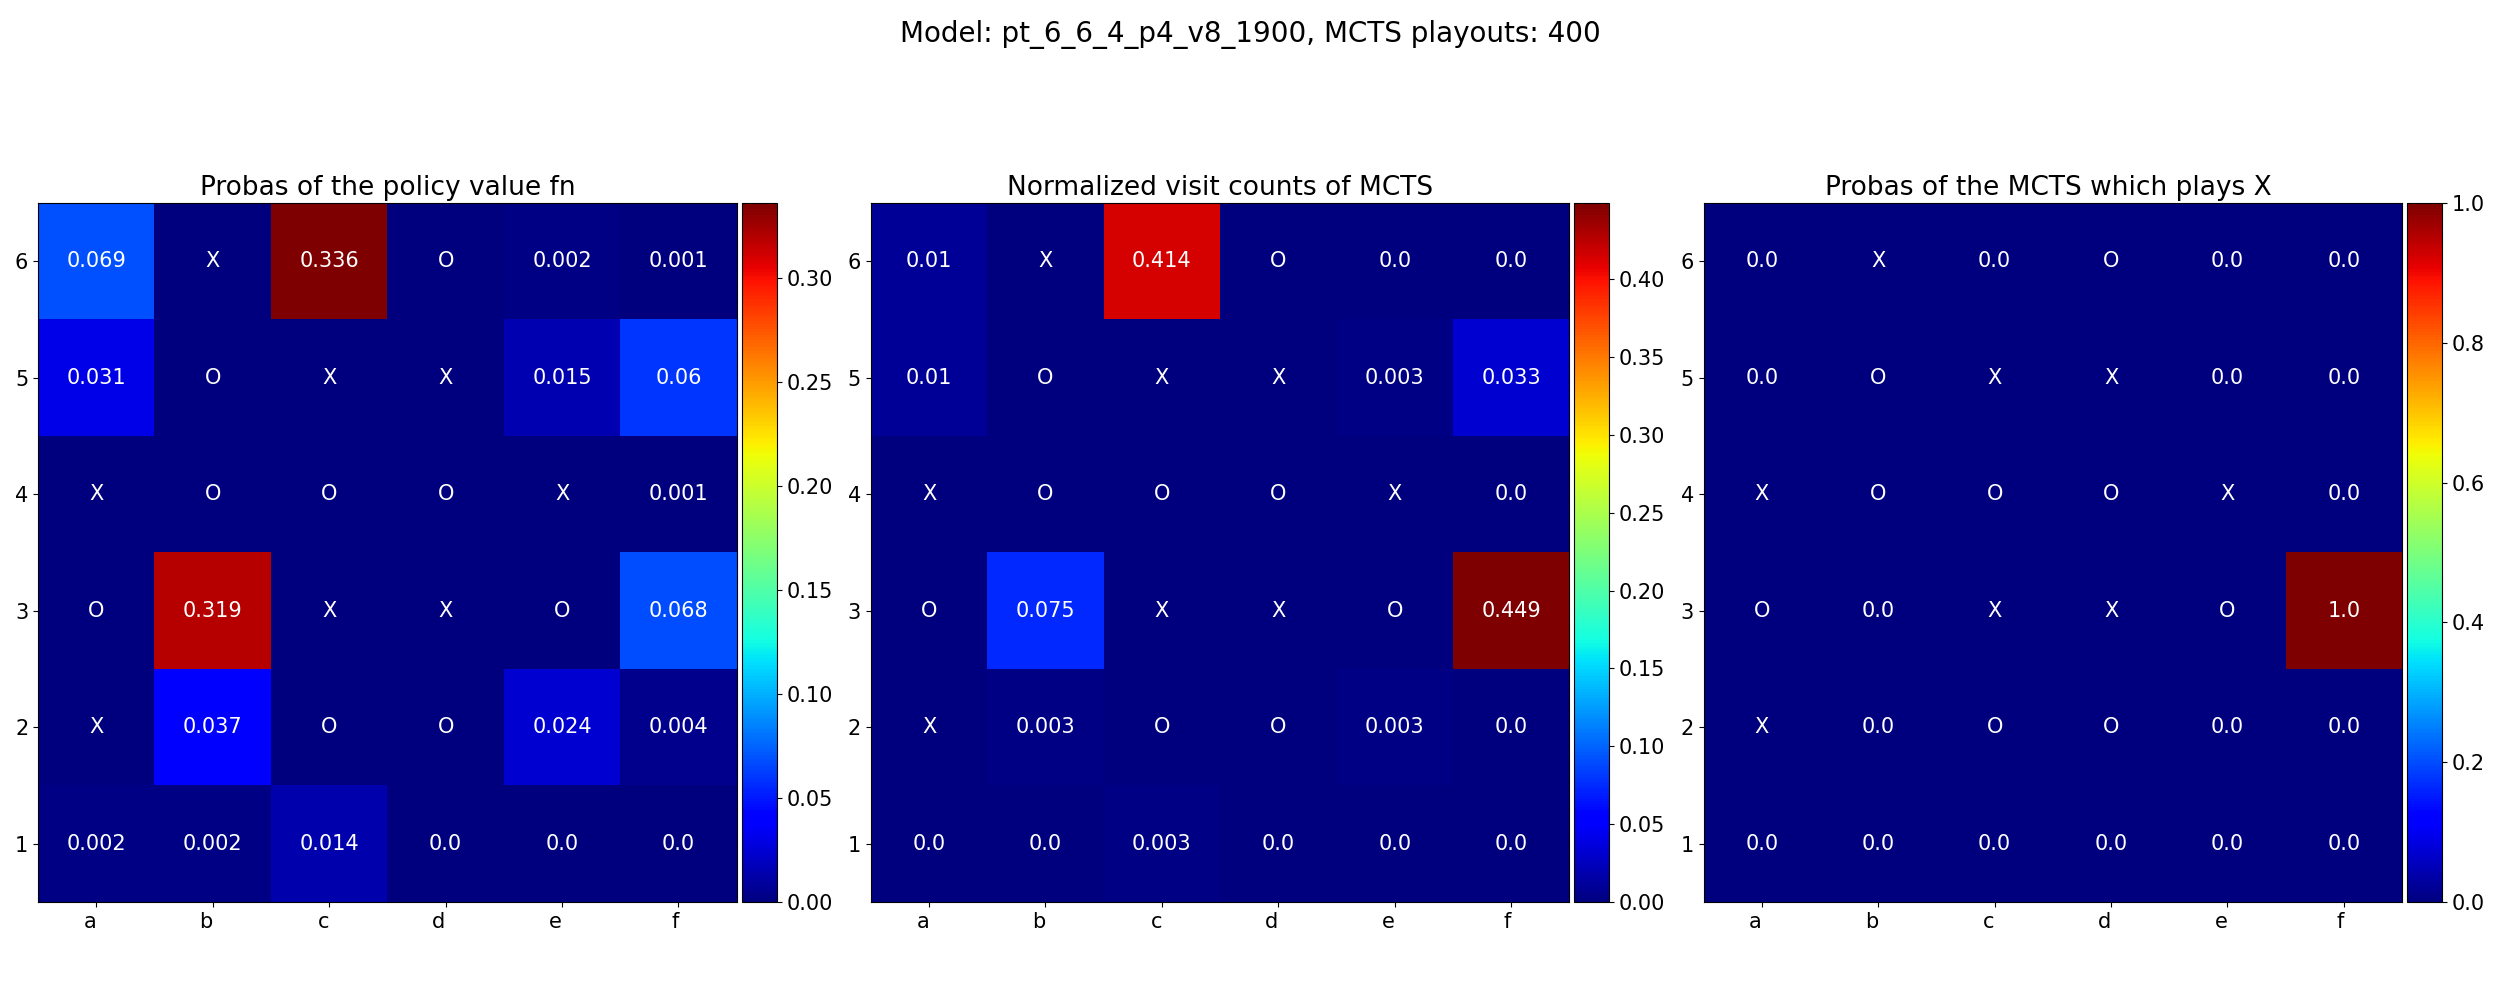 Model: pt_6_6_4_p4_v8_1900, MCTS playouts: 400
Probas of the policy value fn
6 0.069 X 0.336 O 0.002 0.001
5 0.031 O X X 0.015 0.06
4 X O O O X 0.001
3 O 0.319 X X O 0.068
2 X 0.037 O O 0.024 0.004
1 0.002 0.002 0.014 0.0 0.0 0.0
a b c d e f
0.30
0.25
0.20
0.15
0.10
0.05
0.00
Normalized visit counts of MCTS
6 0.01 X 0.414 O 0.0 0.0
5 0.01 O X X 0.003 0.033
4 X O O O X 0.0
3 O 0.075 X X O 0.449
2 X 0.003 O O 0.003 0.0
1 0.0 0.0 0.003 0.0 0.0 0.0
a b c d e f
0.40
0.35
0.30
0.25
0.20
0.15
0.10
0.05
0.00
Probas of the MCTS which plays X
6 0.0 X 0.0 O 0.0 0.0
5 0.0 O X X 0.0 0.0
4 X O O O X 0.0
3 O 0.0 X X O 1.0
2 X 0.0 O O 0.0 0.0
1 0.0 0.0 0.0 0.0 0.0 0.0
a b c d e f
1.0
0.8
0.6
0.4
0.2
0.0